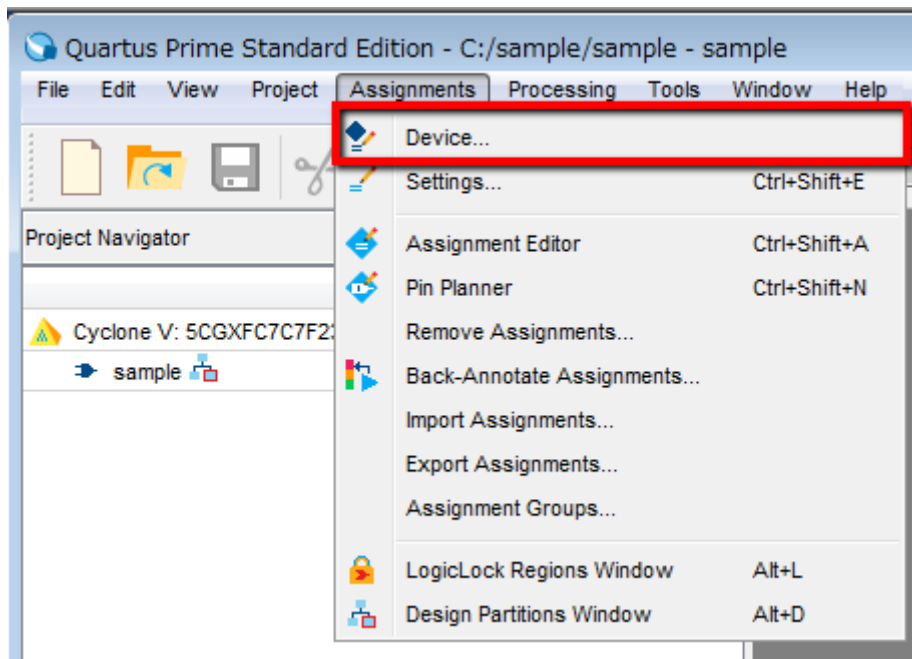 Quartus Prime Standard Edition - C:/sample/sample - sample
File Edit View Project Assignments Processing Tools Window Help
Device...
Settings... Ctrl+Shift+E
Project Navigator
Assignment Editor Ctrl+Shift+A
Pin Planner Ctrl+Shift+N
Cyclone V:
Remove Assignments...
sample
Back-Annotate Assignments...
Import Assignments...
Export Assignments...
Assignment Groups...
LogicLock Regions Window Alt+L
Design Partitions Window Alt+D